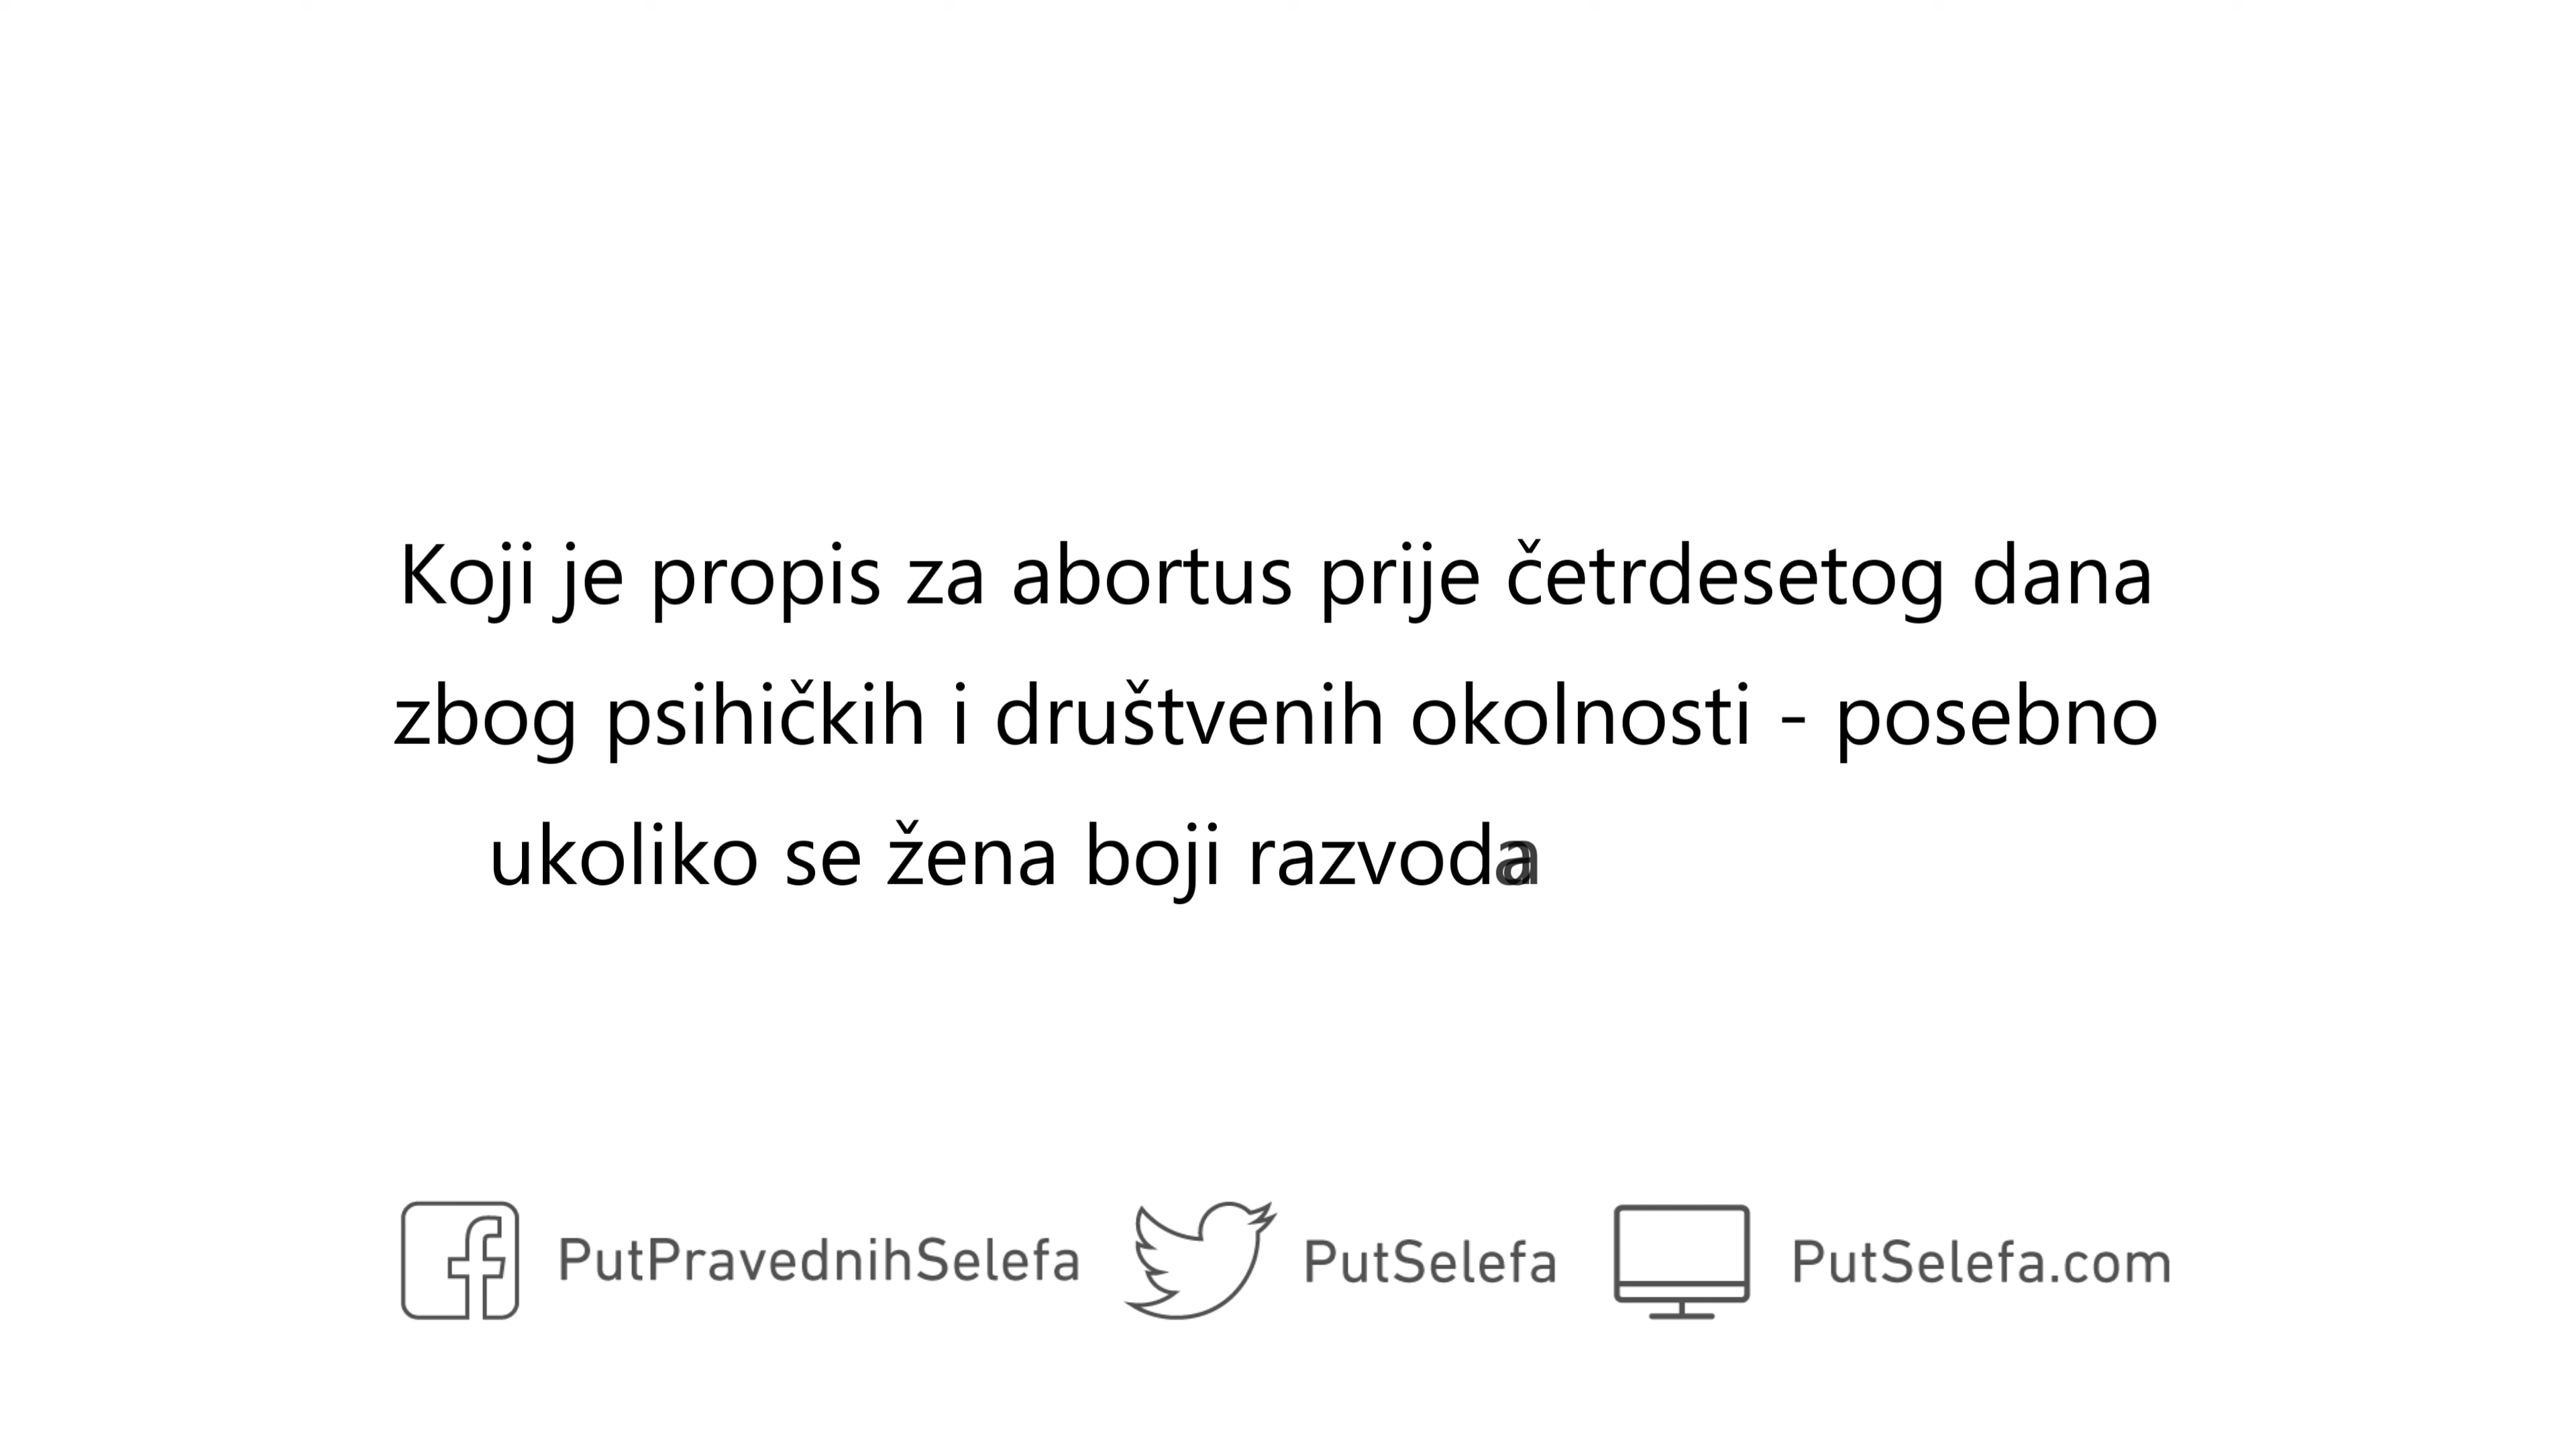 Koji je propis za abortus prije četrdesetog dana
zbog psihičkih i društvenih okolnosti - posebno
ukoliko se žena boji razvoda
PutPravednihSelefa PutSelefa PutSelefa.com